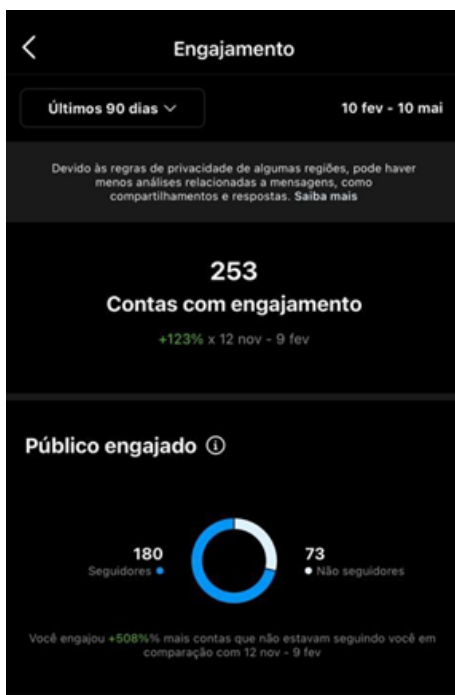 Engajamento
Últimos 90 dias
10 fev - 10 mai
Devido às regras de privacidade de algumas regiões, pode haver
menos análises relacionadas a mensagens, como
compartilhamentos e respostas. Saiba mais
253
Contas com engajamento
+123% x 12 nov - 9 fev
Público engajado
180
Seguidores
73
Não seguidores
Você engajou +508%% mais contas que não estavam seguindo você em
comparação com 12 nov - 9 fev